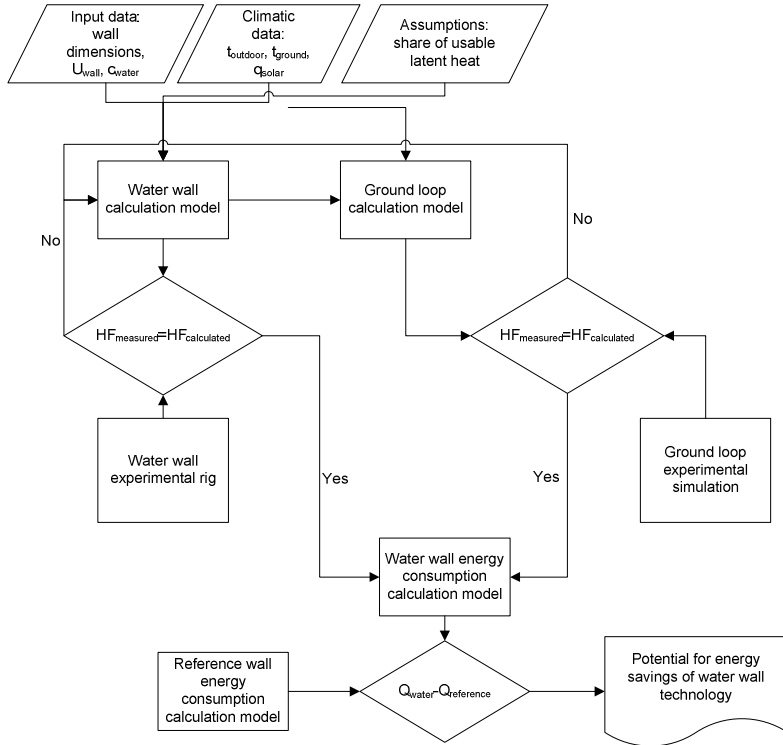 Input data:
wall
dimensions,
Uwall, cwater
Climatic
data:
toutdoor, tground,
qsolar
Assumptions:
share of usable
latent heat
Water wall
calculation model
Ground loop
calculation model
No
No
HFmeasured=HFcalculated
HFmeasured=HFcalculated
Water wall
experimental rig
Yes
Yes
Ground loop
experimental
simulation
Water wall energy
consumption
calculation model
Reference wall
energy
consumption
calculation model
Qwater-Qreference
Potential for energy
savings of water wall
technology